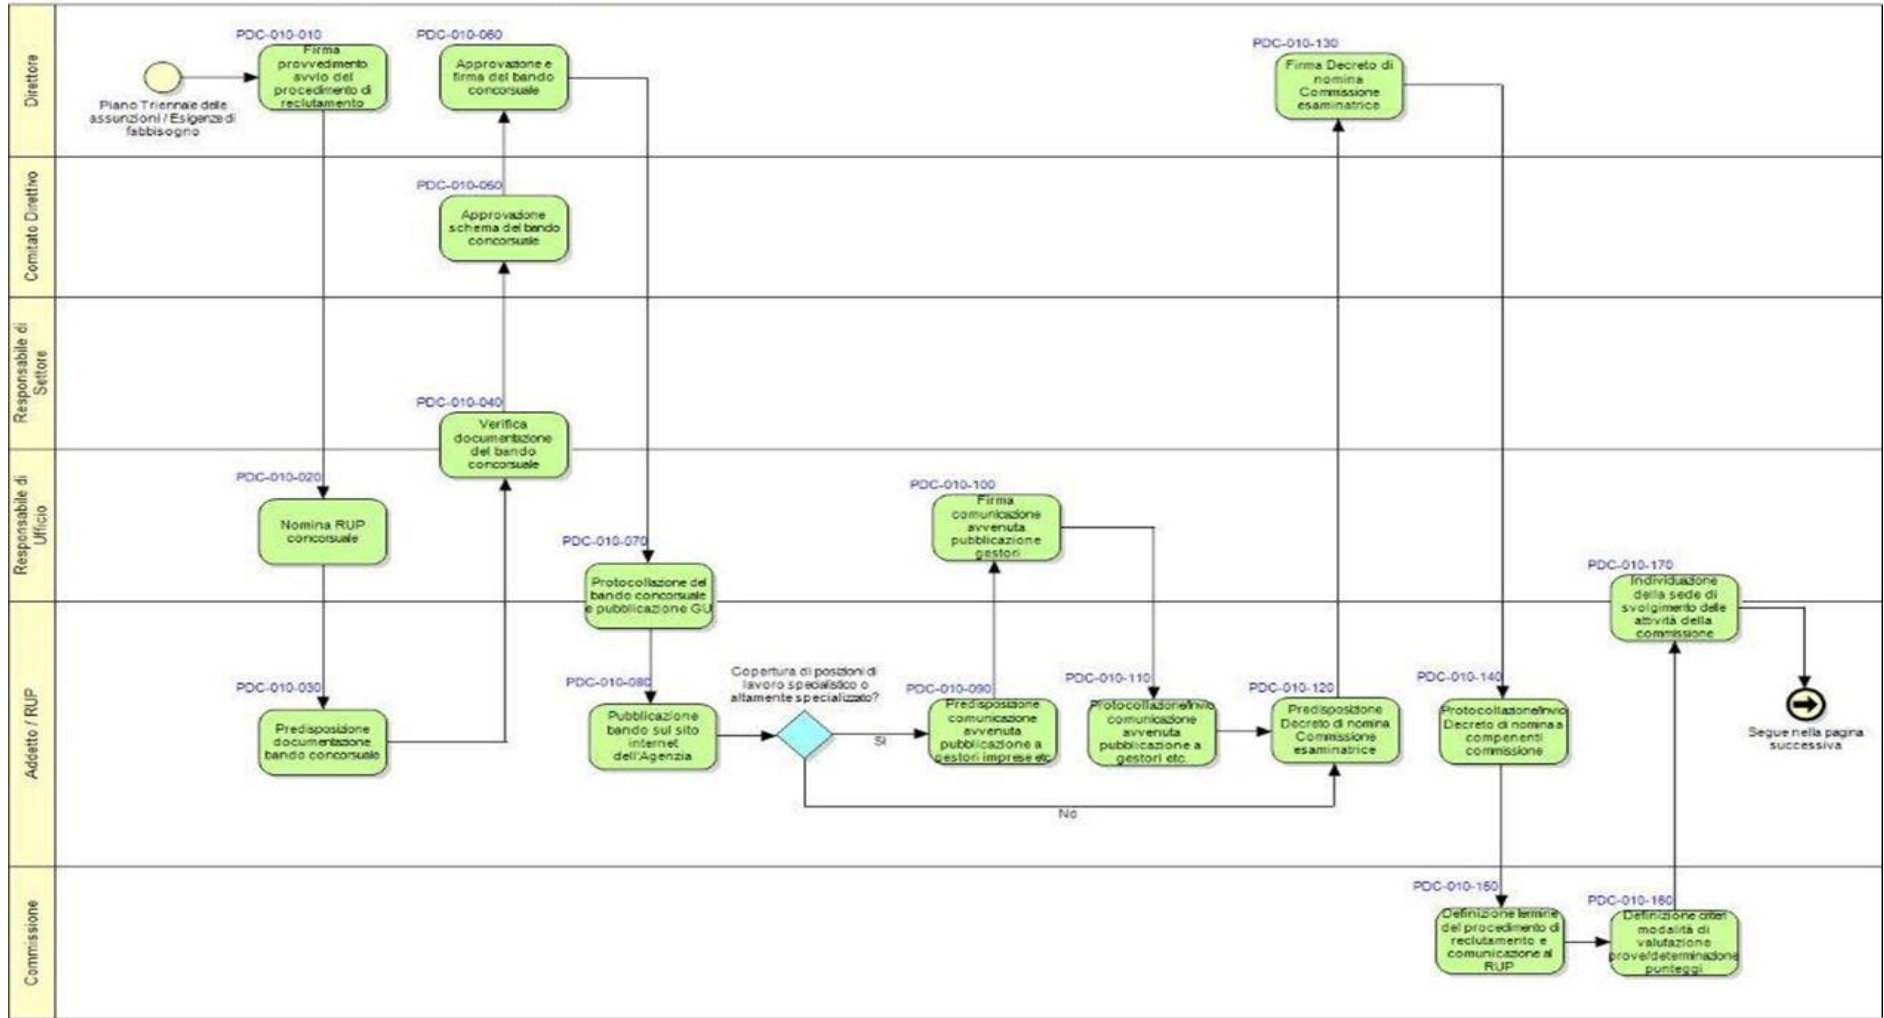 Direttore
PDC-010-010
Firma
provvedimento
avvio del
procedimento di
reclutamento
Piano Triennale delle
assunzioni / Esigenze di
fabbisogno
PDC-010-060
Approvazione e
firma del bando
concorsuale
PDC-010-130
Firma Decreto di
nomina
Commissione
esaminatrice
Comitato Direttivo
PDC-010-050
Approvazione
schema del bando
concorsuale
Responsabile di
Settore
PDC-010-040
Verifica
documentazione
del bando
concorsuale
Responsabile di
Ufficio
PDC-010-020
Nomina RUP
concorsuale
PDC-010-070
Protocollazione del
bando concorsuale
e pubblicazione GU
PDC-010-100
Firma
comunicazione
avvenuta
pubblicazione
gestori
PDC-010-170
Individuazione
della sede di
svolgimento delle
attività della
commissione
Addetto / RUP
PDC-010-030
Predisposizione
documentazione
bando concorsuale
PDC-010-080
Pubblicazione
bando sul sito
internet
dell'Agenzia
Copertura di posizioni di
lavoro specialistico o
altamente specializzato?
Si
No
PDC-010-090
Predisposizione
comunicazione
avvenuta
pubblicazione a
gestori imprese etc
PDC-010-110
Protocollazione/Invio
comunicazione
avvenuta
pubblicazione a
gestori etc.
PDC-010-120
Predisposizione
Decreto di nomina
Commissione
esaminatrice
PDC-010-140
Protocollazione/Invio
Decreto di nomina a
compenenti
commissione
Segue nella pagina
successiva
Commissione
PDC-010-150
Definizione termine
del procedimento di
reclutamento e
comunicazione al
RUP
PDC-010-160
Definizione criteri
modalità di
valutazione
prove/determinazione
punteggi